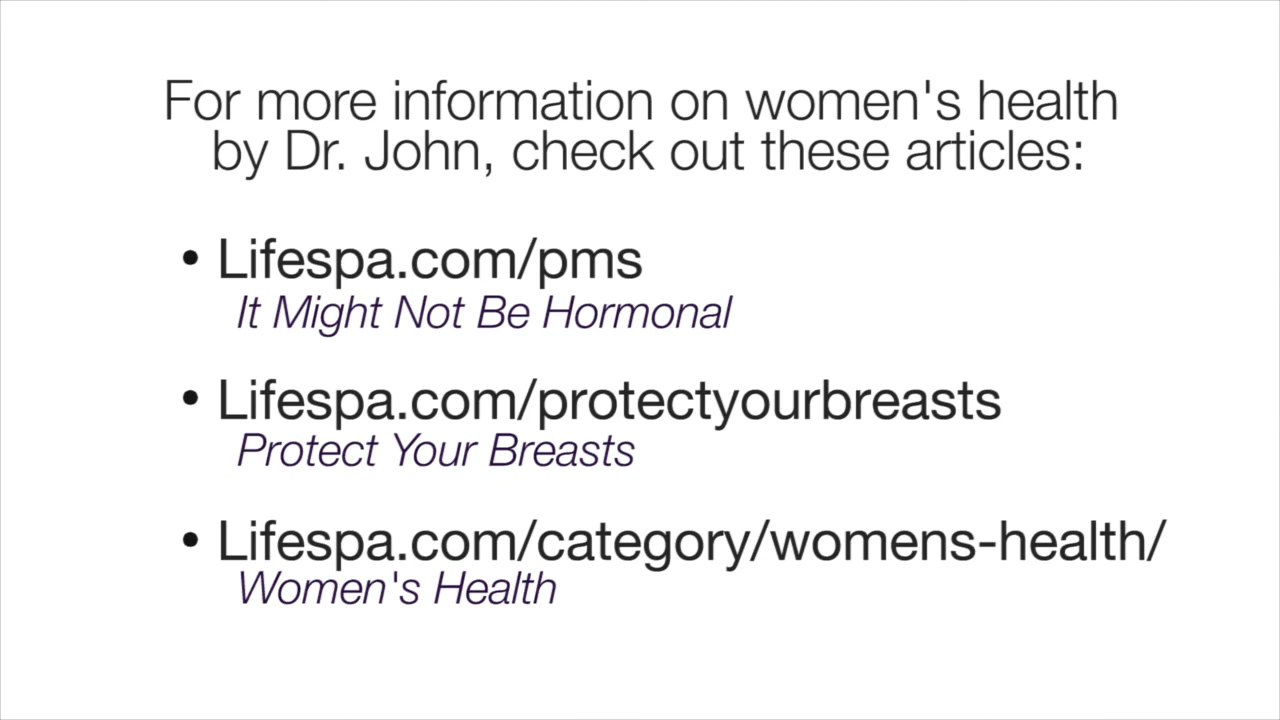 For more information on women's health
by Dr. John, check out these articles:
• Lifespa.com/pms
It Might Not Be Hormonal
• Lifespa.com/protectyourbreasts
Protect Your Breasts
• Lifespa.com/category/womens-health/
Women's Health